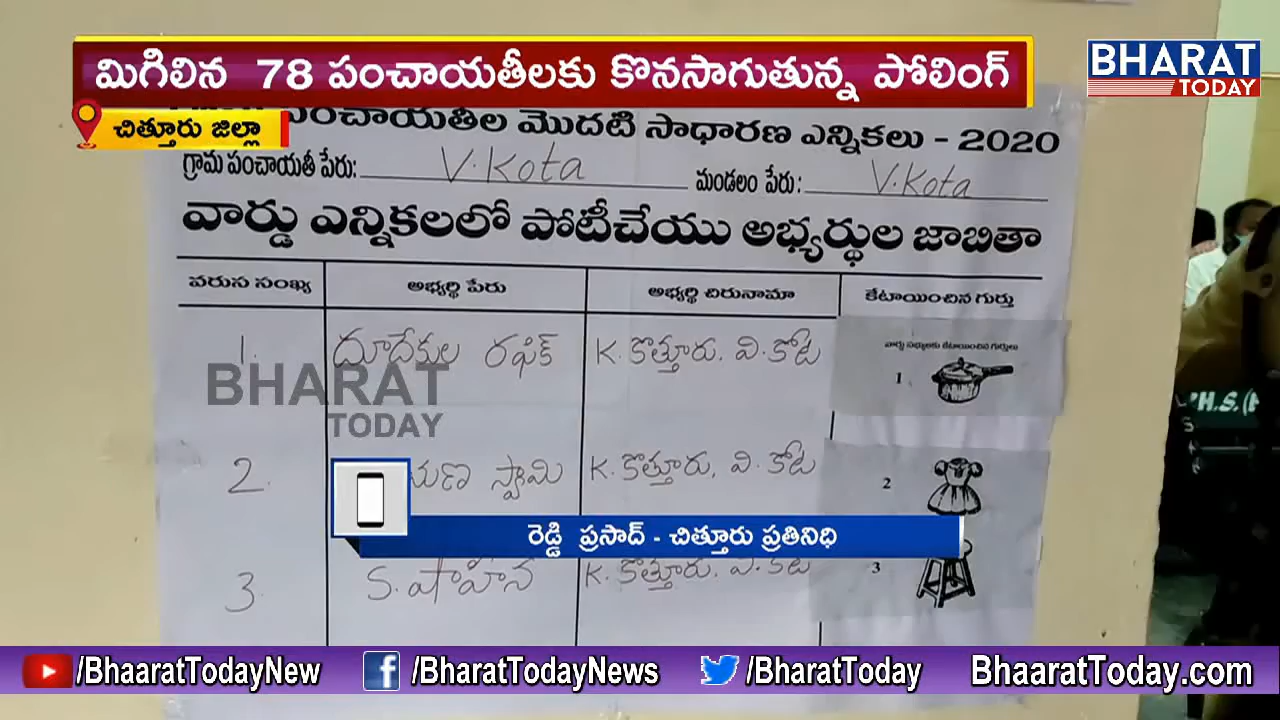 మిగిలిన 78 పంచాయతీలకు కొనసాగుతున్న పోలింగ్
BHARAT
TODAY
చిత్తూరు జిల్లా
పంచాయతీల మొదటి సాధారణ ఎన్నికలు - 2020
గ్రామ పంచాయతీ పేరు: V.Kota మండలం పేరు: V.Kota
వార్డు ఎన్నికలలో పోటీచేయు అభ్యర్థుల జాబితా
వరుస సంఖ్య అభ్యర్థి పేరు అభ్యర్థి చిరునామా కేటాయించిన గుర్తు
వార్డు సభ్యులకు కేటాయించిన గుర్తులు
1. దూదేకుల రఫిక్ K. కొత్తూరు. వి. కోట 1
BHARAT
TODAY
2. స్వామి K. కొత్తూరు, వి. కోట 2
రెడ్డి ప్రసాద్ - చిత్తూరు ప్రతినిధి
3. S. షాహిన K. కొత్తూరు. వి. కోట 3
P.H.S.
/BhaaratTodayNew /BharatTodayNews /BharatToday BhaaratToday.com